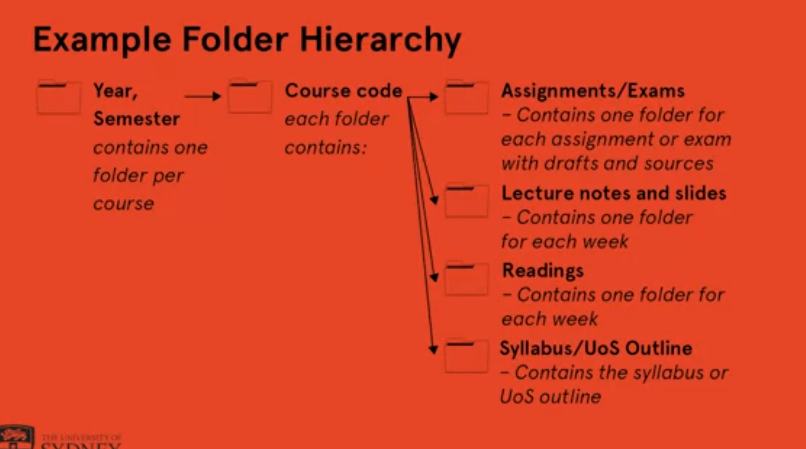 Example Folder Hierarchy
Year,
Semester
contains one
folder per
course
Course code
each folder
contains:
Assignments/Exams
– Contains one folder for
each assignment or exam
with drafts and sources
Lecture notes and slides
– Contains one folder
for each week
Readings
– Contains one folder for
each week
Syllabus/UoS Outline
– Contains the syllabus or
UoS outline
THE UNIVERSITY OF
SYDNEY